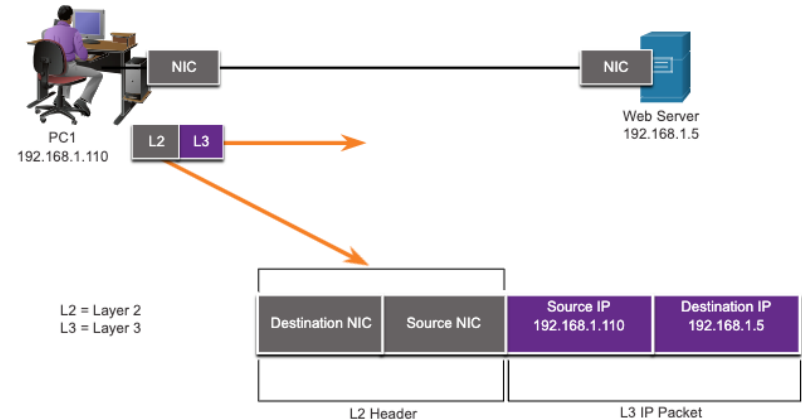 NIC
NIC
PC1
192.168.1.110
L2 L3
Web Server
192.168.1.5
L2 = Layer 2
L3 = Layer 3
Destination NIC
Source NIC
Source IP
192.168.1.110
Destination IP
192.168.1.5
L2 Header
L3 IP Packet